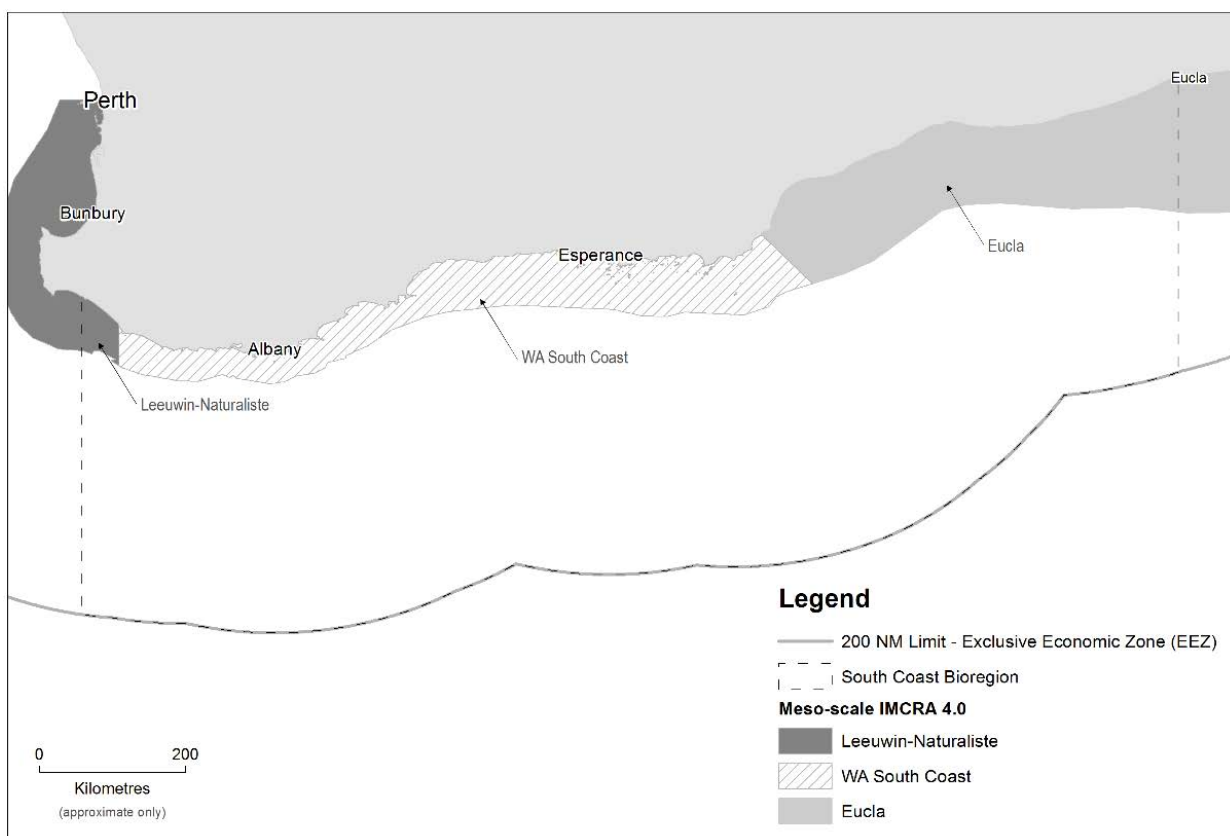 Perth
Eucla
Bunbury
Esperance
Eucla
Albany
WA South Coast
Leeuwin-Naturaliste
Legend
200 NM Limit - Exclusive Economic Zone (EEZ)
South Coast Bioregion
Meso-scale IMCRA 4.0
Leeuwin-Naturaliste
WA South Coast
Eucla
0 200
Kilometres
(approximate only)